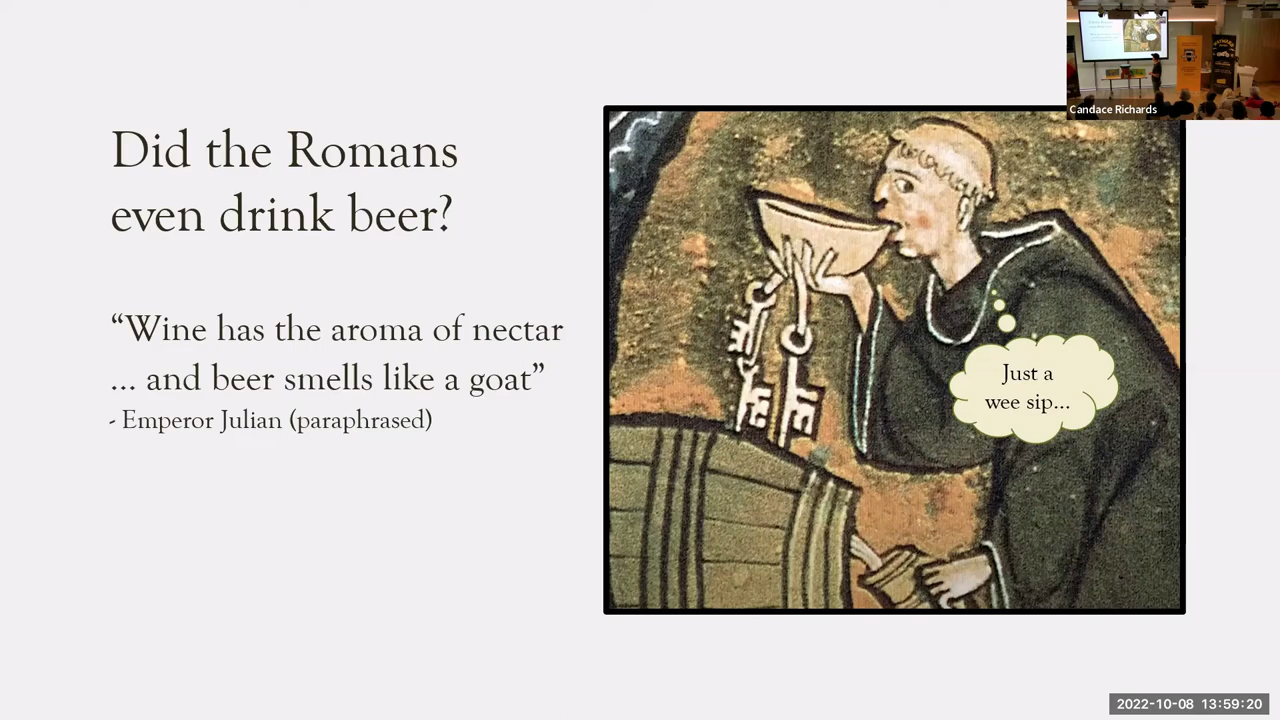 Did the Romans
even drink beer?
“Wine has the aroma of nectar
... and beer smells like a goat”
- Emperor Julian (paraphrased)
Just a
wee sip...
Candace Richards
2022-10-08 13:59:20